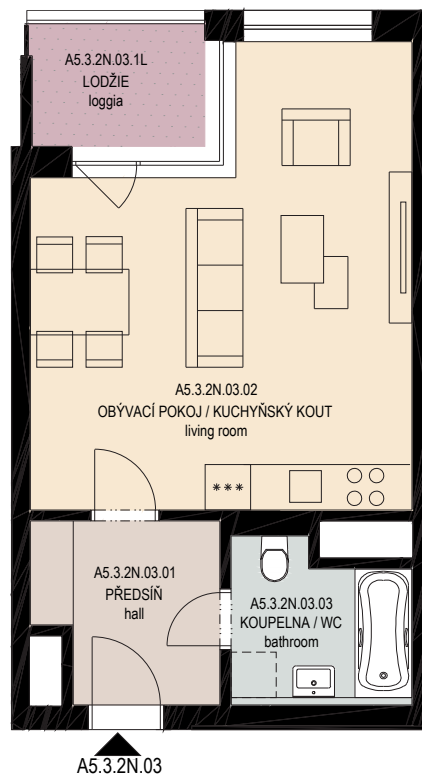 A5.3.2N.03.1L
LODŽIE
loggia
A5.3.2N.03.02
OBÝVACÍ POKOJ / KUCHYŇSKÝ KOUT
living room
***
A5.3.2N.03.01
PŘEDSÍŇ
hall
A5.3.2N.03.03
KOUPELNA / WC
bathroom
A5.3.2N.03